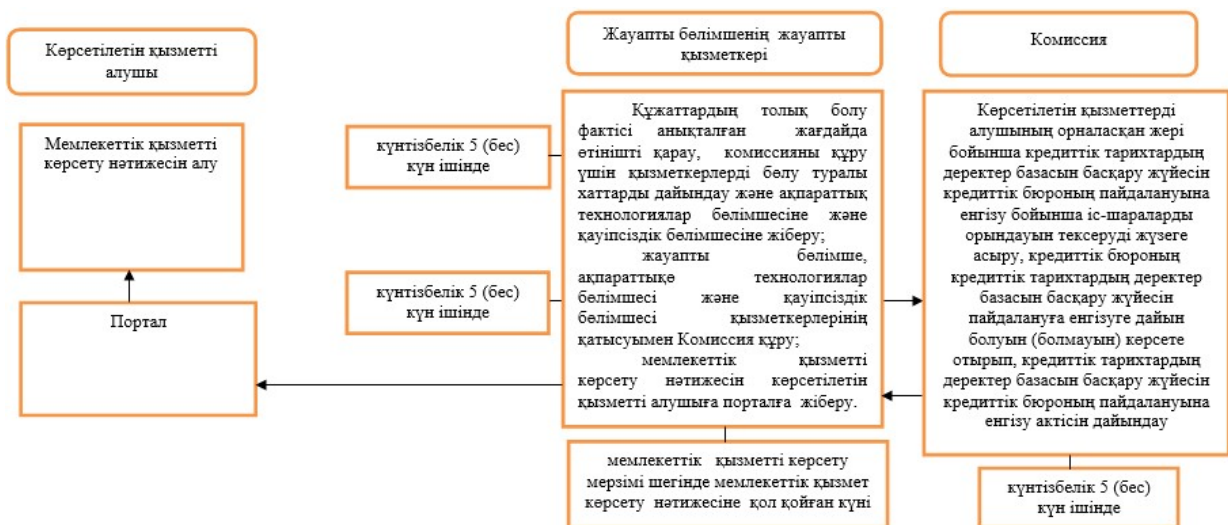 Көрсетілетін қызметті
алушы
Жауапты бөлімшенің жауапты
қызметкері
Комиссия
Мемлекеттік қызметті
көрсету нәтижесін алу
Портал
күнтізбелік 5 (бес)
күн ішінде
күнтізбелік 5 (бес)
күн ішінде
Құжаттардың толық болу
фактісі анықталған жағдайда
өтінішті қарау, комиссияны құру
үшін қызметкерлерді бөлу туралы
хаттарды дайындау және ақпараттық
технологиялар бөлімшесіне және
қауіпсіздік бөлімшесіне жіберу;
жауапты бөлімше,
ақпараттықө технологиялар
бөлімшесі және қауіпсіздік
бөлімшесі қызметкерлерінің
қатысуымен Комиссия құру;
мемлекеттік қызметті
көрсету нәтижесін көрсетілетін
қызметті алушыға порталға жіберу.
мемлекеттік қызметті көрсету
мерзімі шегінде мемлекеттік қызмет
көрсету нәтижесіне қол қойған күні
Көрсетілетін қызметтерді
алушының орналасқан жері
бойынша кредиттік тарихтардың
деректер базасын басқару жүйесін
кредиттік бюроның пайдалануына
енгізу бойынша іс-шараларды
орындауын тексеруді жүзеге
асыру, кредиттік бюроның
кредиттік тарихтардың деректер
базасын басқару жүйесін
пайдалануға енгізуге дайын
болуын (болмауын) көрсете
отырып, кредиттік тарихтардың
деректер базасын басқару жүйесін
кредиттік бюроның пайдалануына
енгізу актісін дайындау
күнтізбелік 5 (бес)
күн ішінде